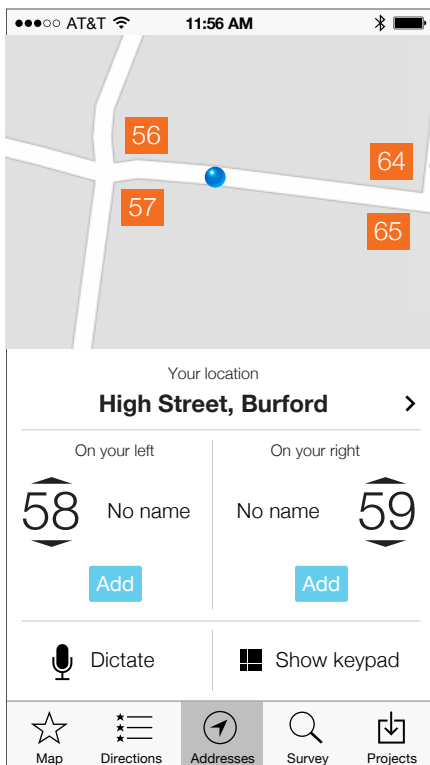 AT&T 11:56 AM
56
64
57
65
Your location
High Street, Burford
On your left On your right
58 No name No name 59
Add Add
Dictate Show keypad
Map Directions Addresses Survey Projects